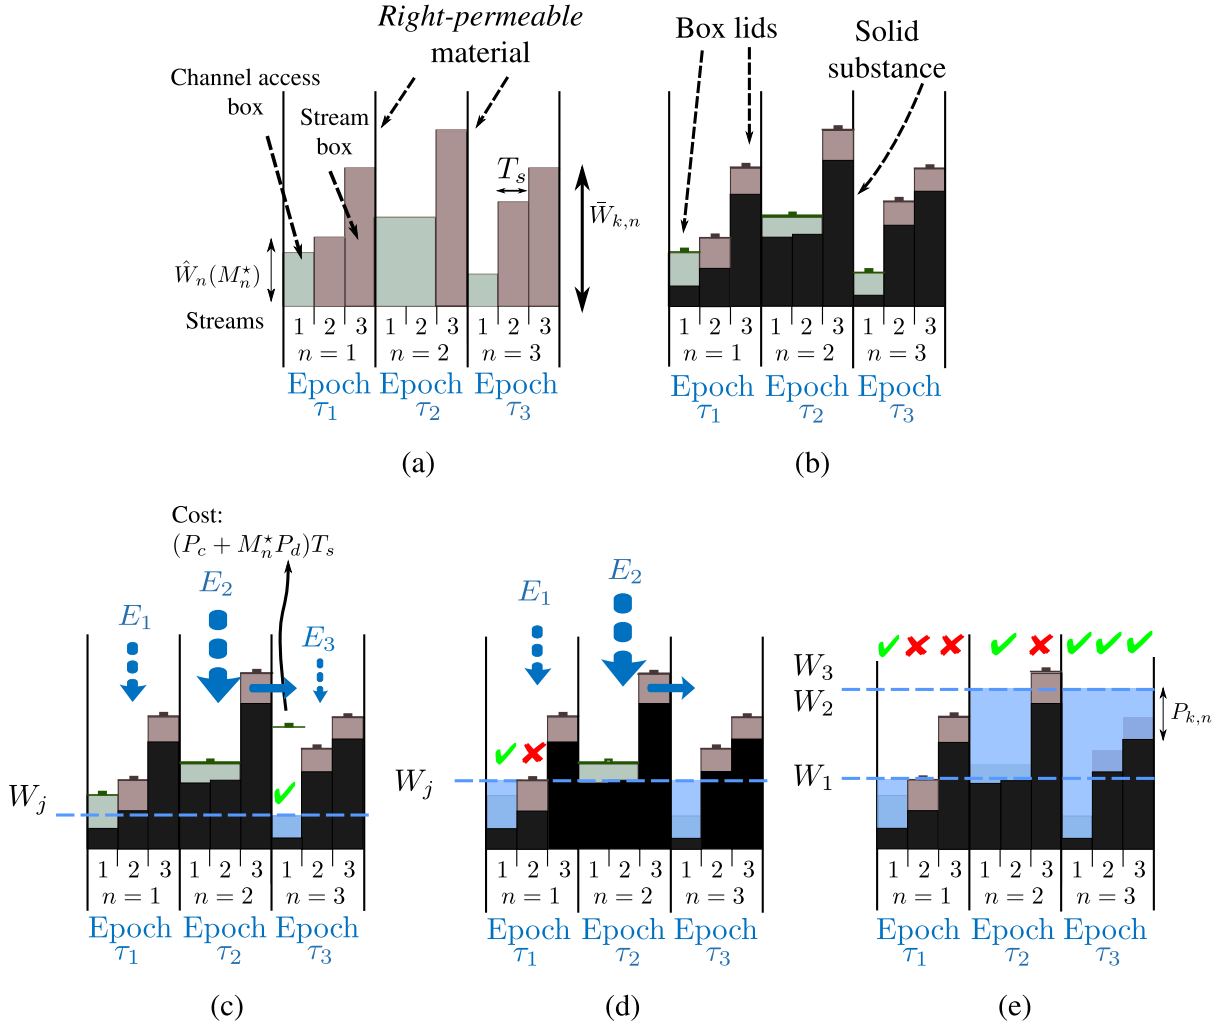 Right-permeable
material
Channel access
box
Stream
box
T_s
\bar{W}_{k,n}
\hat{W}_n(M_n^⋆)
Streams
1 2 3 1 2 3 1 2 3
n = 1 n = 2 n = 3
Epoch Epoch Epoch
τ_1 τ_2 τ_3
(a)
Box lids
Solid
substance
1 2 3 1 2 3 1 2 3
n = 1 n = 2 n = 3
Epoch Epoch Epoch
τ_1 τ_2 τ_3
(b)
Cost:
(P_c + M_n^⋆ P_d)T_s
E_1
E_2
E_3
W_j
1 2 3 1 2 3 1 2 3
n = 1 n = 2 n = 3
Epoch Epoch Epoch
τ_1 τ_2 τ_3
(c)
E_1
E_2
W_j
1 2 3 1 2 3 1 2 3
n = 1 n = 2 n = 3
Epoch Epoch Epoch
τ_1 τ_2 τ_3
(d)
W_3
W_2
W_1
P_{k,n}
1 2 3 1 2 3 1 2 3
n = 1 n = 2 n = 3
Epoch Epoch Epoch
τ_1 τ_2 τ_3
(e)